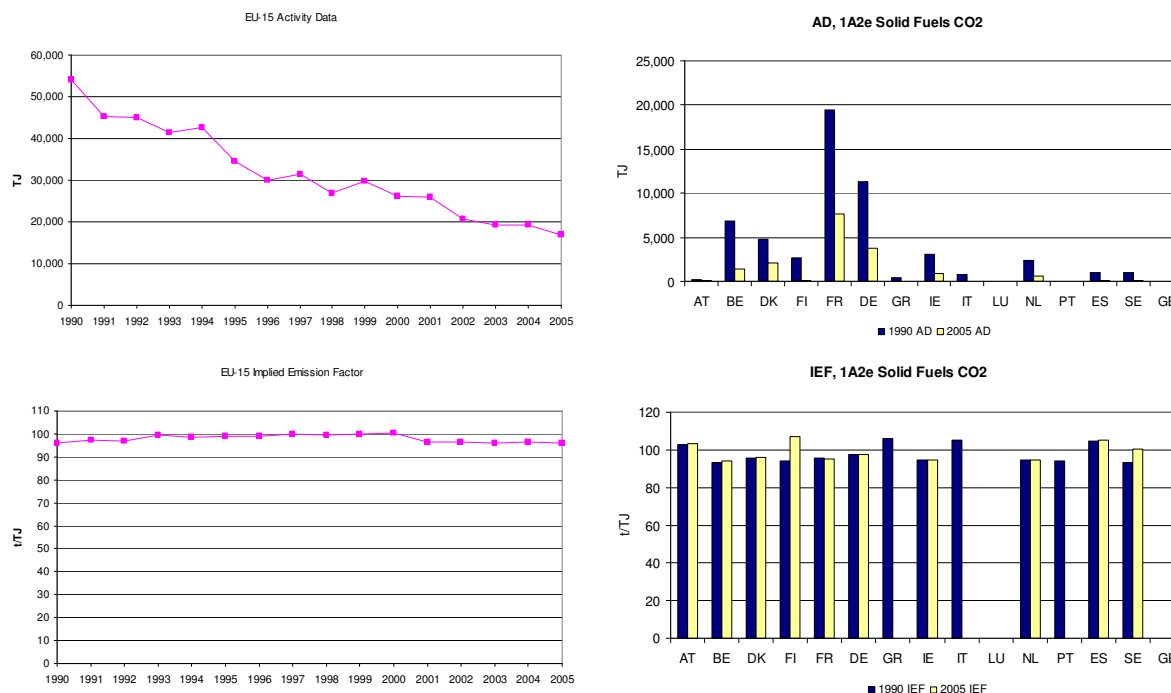 EU-15 Activity Data
60,000
50,000
40,000
30,000
20,000
10,000
0
TJ
1990 1991 1992 1993 1994 1995 1996 1997 1998 1999 2000 2001 2002 2003 2004 2005
AD, 1A2e Solid Fuels CO2
25,000
20,000
15,000
10,000
5,000
0
TJ
AT BE DK FI FR DE GR IE IT LU NL PT ES SE
1990 AD 2005 AD
EU-15 Implied Emission Factor
110
100
90
80
70
60
50
40
30
20
10
0
t/TJ
1990 1991 1992 1993 1994 1995 1996 1997 1998 1999 2000 2001 2002 2003 2004 2005
IEF, 1A2e Solid Fuels CO2
120
100
80
60
40
20
0
t/TJ
AT BE DK FI FR DE GR IE IT LU NL PT ES SE
1990 IEF 2005 IEF